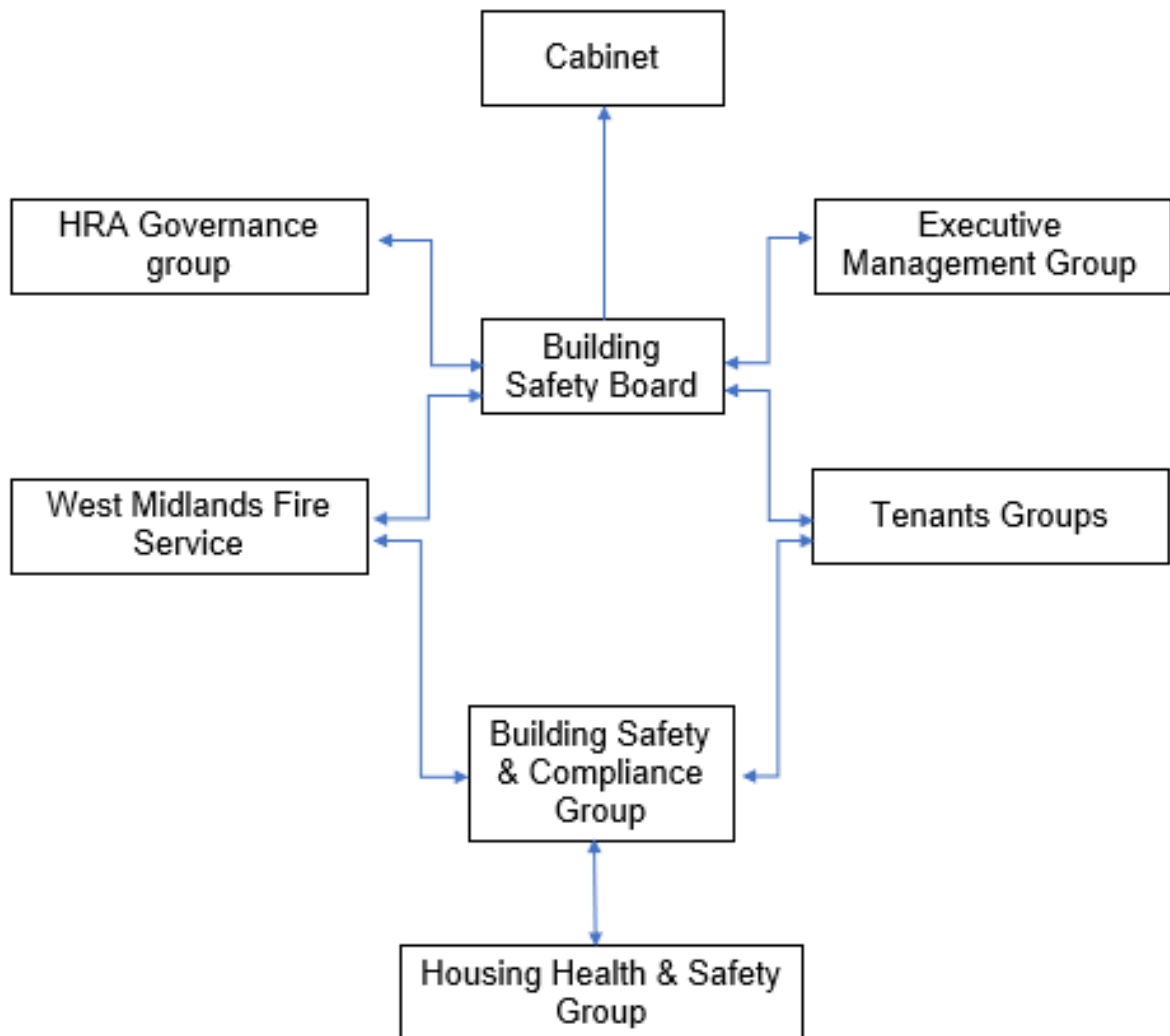 Cabinet
HRA Governance
group
Executive
Management Group
Building
Safety Board
West Midlands Fire
Service
Tenants Groups
Building Safety
& Compliance
Group
Housing Health & Safety
Group